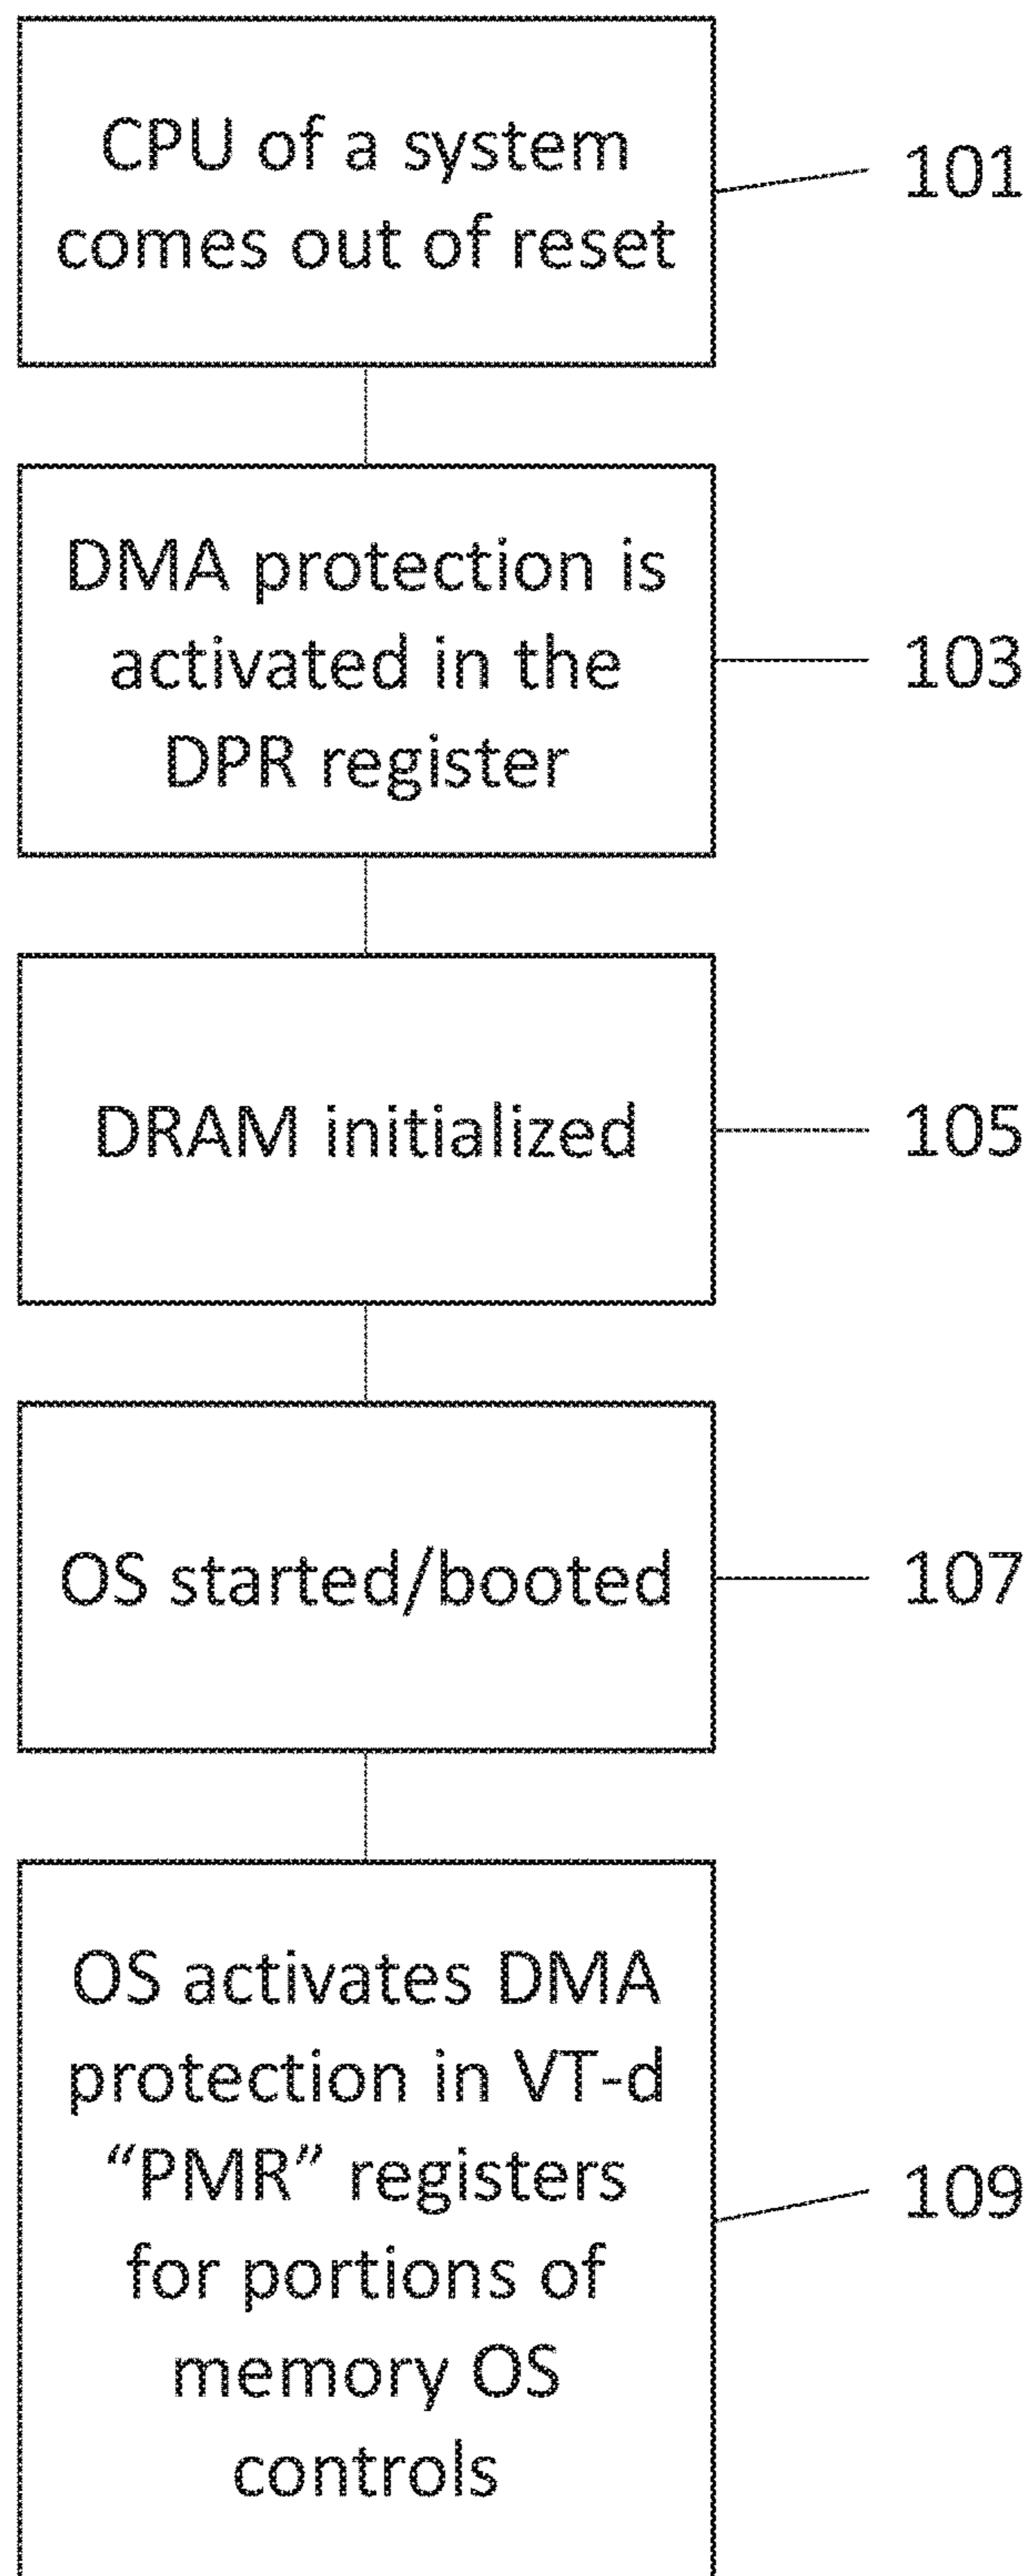 CPU of a system
comes out of reset
101
DMA protection is
activated in the
DPR register
103
DRAM initialized
105
OS started/booted
107
OS activates DMA
protection in VT-d
“PMR” registers
for portions of
memory OS
controls
109